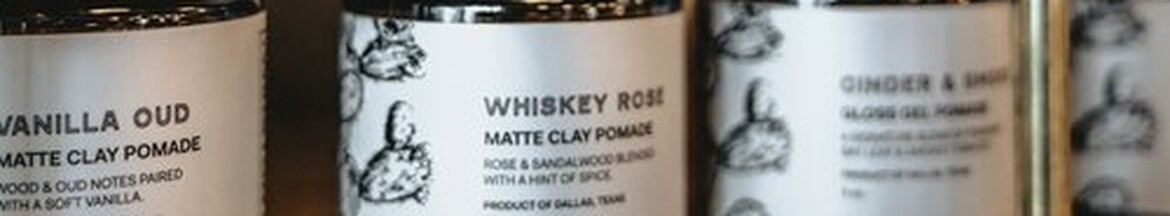 VANILLA OUD
MATTE CLAY POMADE
WOOD & OUD NOTES PAIRED
WITH A SOFT VANILLA.
WHISKEY ROSE
MATTE CLAY POMADE
ROSE & SANDALWOOD BLENDED
WITH A HINT OF SPICE
PRODUCT OF DALLAS, TEXAS
GINGER &
GLOSS GEL POMADE